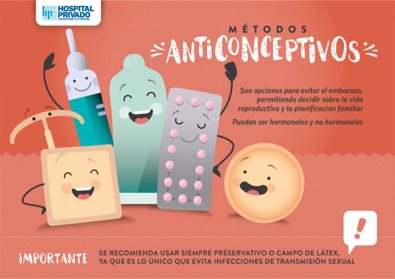 HOSPITAL
PRIVADO
MÉTODOS
ANTICONCEPTIVOS
Son opciones para evitar el embarazo,
permitiendo decidir sobre la vida
reproductiva y la planificación familiar
Pueden ser hormonales y no hormonales
!
IMPORTANTE
SE RECOMIENDA USAR SIEMPRE PRESERVATIVO O CAMPO DE LÁTEX,
YA QUE ES LO ÚNICO QUE EVITA INFECCIONES DE TRANSMISIÓN SEXUAL